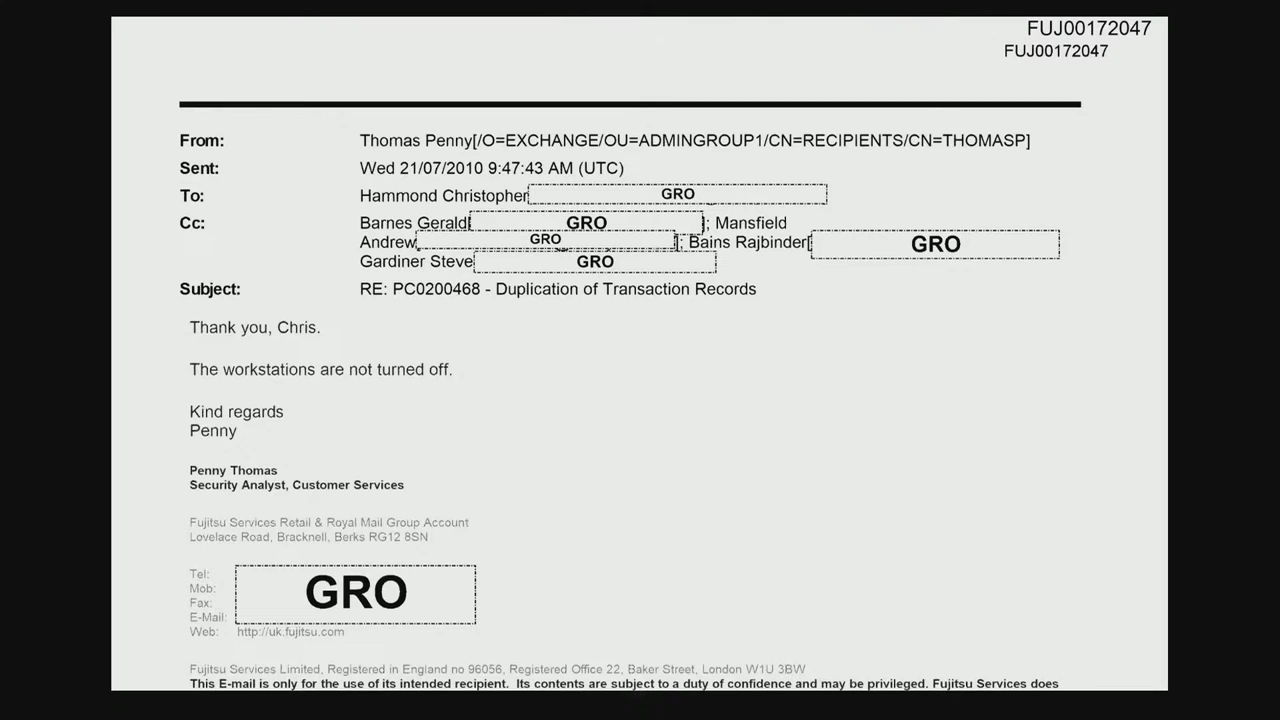 FUJ00172047
FUJ00172047
From: Thomas Penny[/O=EXCHANGE/OU=ADMINGROUP1/CN=RECIPIENTS/CN=THOMASP]
Sent: Wed 21/07/2010 9:47:43 AM (UTC)
To: Hammond Christopher GRO
Cc: Barnes Gerald[ GRO ]; Mansfield
Andrew GRO ]; Bains Rajbinder[ GRO
Gardiner Steve GRO
Subject: RE: PC0200468 - Duplication of Transaction Records
Thank you, Chris.
The workstations are not turned off.
Kind regards
Penny
Penny Thomas
Security Analyst, Customer Services
Fujitsu Services Retail & Royal Mail Group Account
Lovelace Road, Bracknell, Berks RG12 8SN
Tel:
Mob: GRO
Fax:
E-Mail:
Web: http://uk.fujitsu.com
Fujitsu Services Limited, Registered in England no 96056, Registered Office 22, Baker Street, London W1U 3BW
This E-mail is only for the use of its intended recipient. Its contents are subject to a duty of confidence and may be privileged. Fujitsu Services does